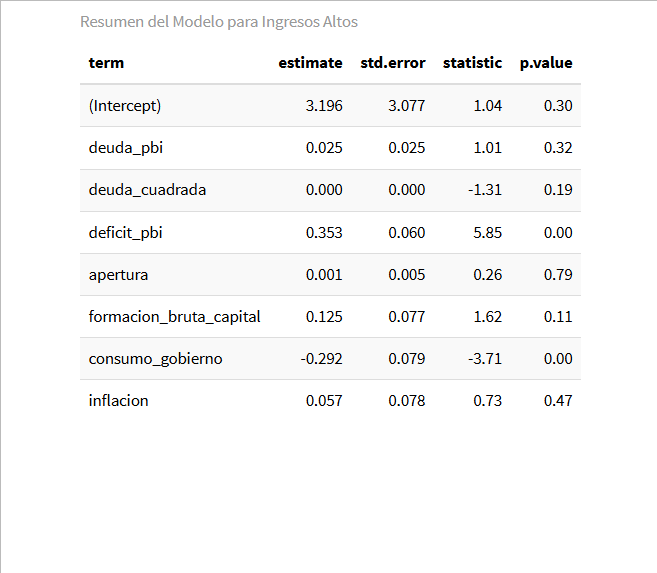 Resumen del Modelo para Ingresos Altos
term estimate std.error statistic p.value
(Intercept) 3.196 3.077 1.04 0.30
deuda_pbi 0.025 0.025 1.01 0.32
deuda_cuadrada 0.000 0.000 -1.31 0.19
deficit_pbi 0.353 0.060 5.85 0.00
apertura 0.001 0.005 0.26 0.79
formacion_bruta_capital 0.125 0.077 1.62 0.11
consumo_gobierno -0.292 0.079 -3.71 0.00
inflacion 0.057 0.078 0.73 0.47